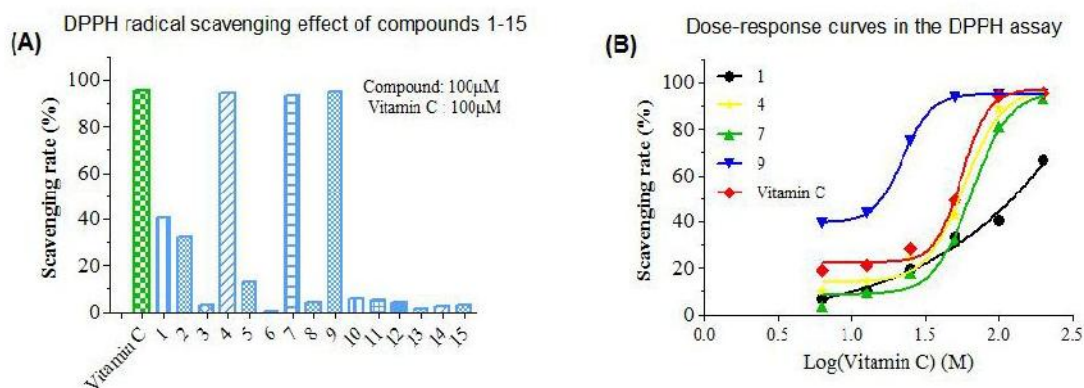 DPPH radical scavenging effect of compounds 1-15
(A)
Scavenging rate (%)
100
80
60
40
20
0
Compound: 100μM
Vitamin C : 100μM
Vitamin C 1 2 3 4 5 6 7 8 9 10 11 12 13 14 15
Dose-response curves in the DPPH assay
(B)
Scavenging rate (%)
100
80
60
40
20
0
1
4
7
9
Vitamin C
0.0 0.5 1.0 1.5 2.0 2.5
Log(Vitamin C) (M)